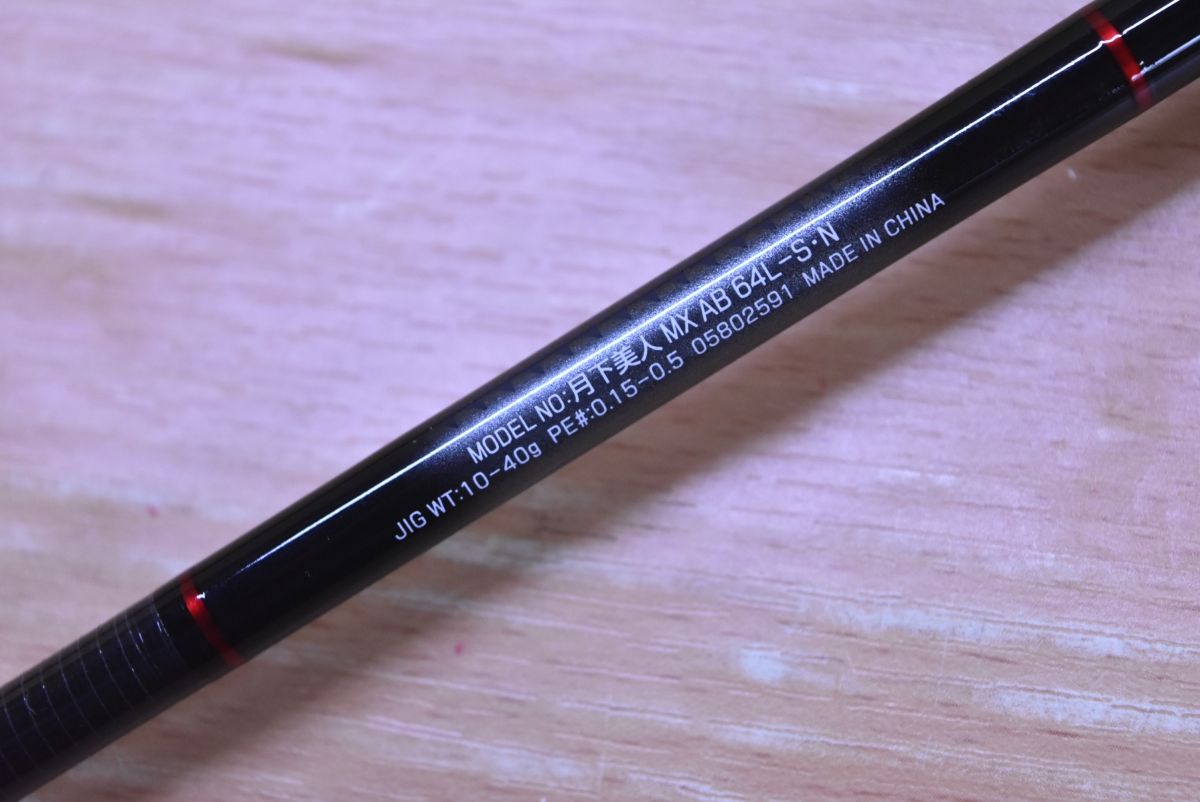 MODEL NO:月下美人 MX AB 64L-S・N
JIG WT:10-40g PE#:0.15-0.5 05802591 MADE IN CHINA